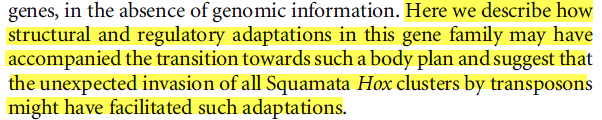 genes, in the absence of genomic information. Here we describe how
structural and regulatory adaptations in this gene family may have
accompanied the transition towards such a body plan and suggest that
the unexpected invasion of all Squamata Hox clusters by transposons
might have facilitated such adaptations.